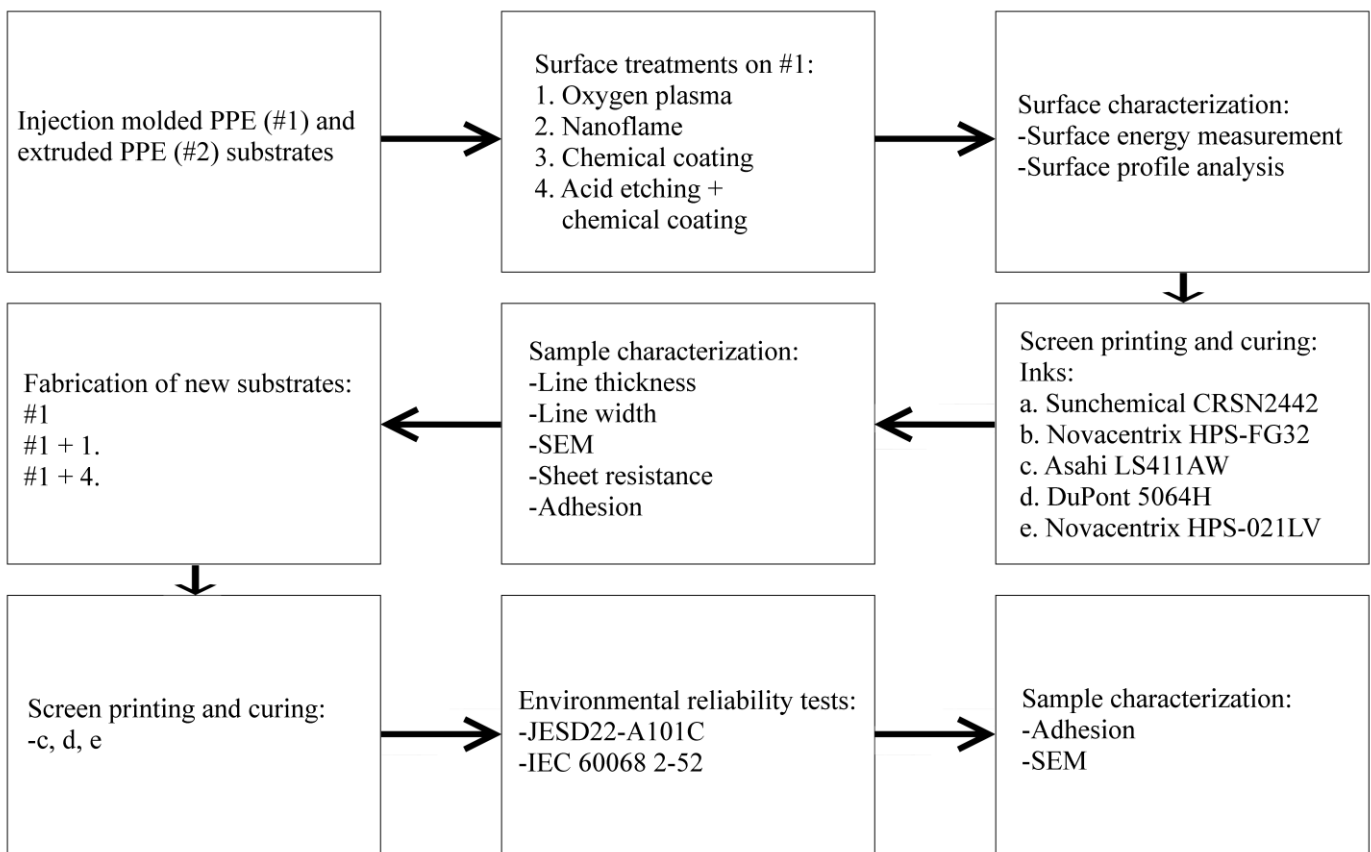 Injection molded PPE (#1) and
extruded PPE (#2) substrates
Surface treatments on #1:
1. Oxygen plasma
2. Nanoflame
3. Chemical coating
4. Acid etching +
chemical coating
Surface characterization:
-Surface energy measurement
-Surface profile analysis
Screen printing and curing:
Inks:
a. Sunchemical CRSN2442
b. Novacentrix HPS-FG32
c. Asahi LS411AW
d. DuPont 5064H
e. Novacentrix HPS-021LV
Sample characterization:
-Line thickness
-Line width
-SEM
-Sheet resistance
-Adhesion
Fabrication of new substrates:
#1
#1 + 1.
#1 + 4.
Screen printing and curing:
-c, d, e
Environmental reliability tests:
-JESD22-A101C
-IEC 60068 2-52
Sample characterization:
-Adhesion
-SEM